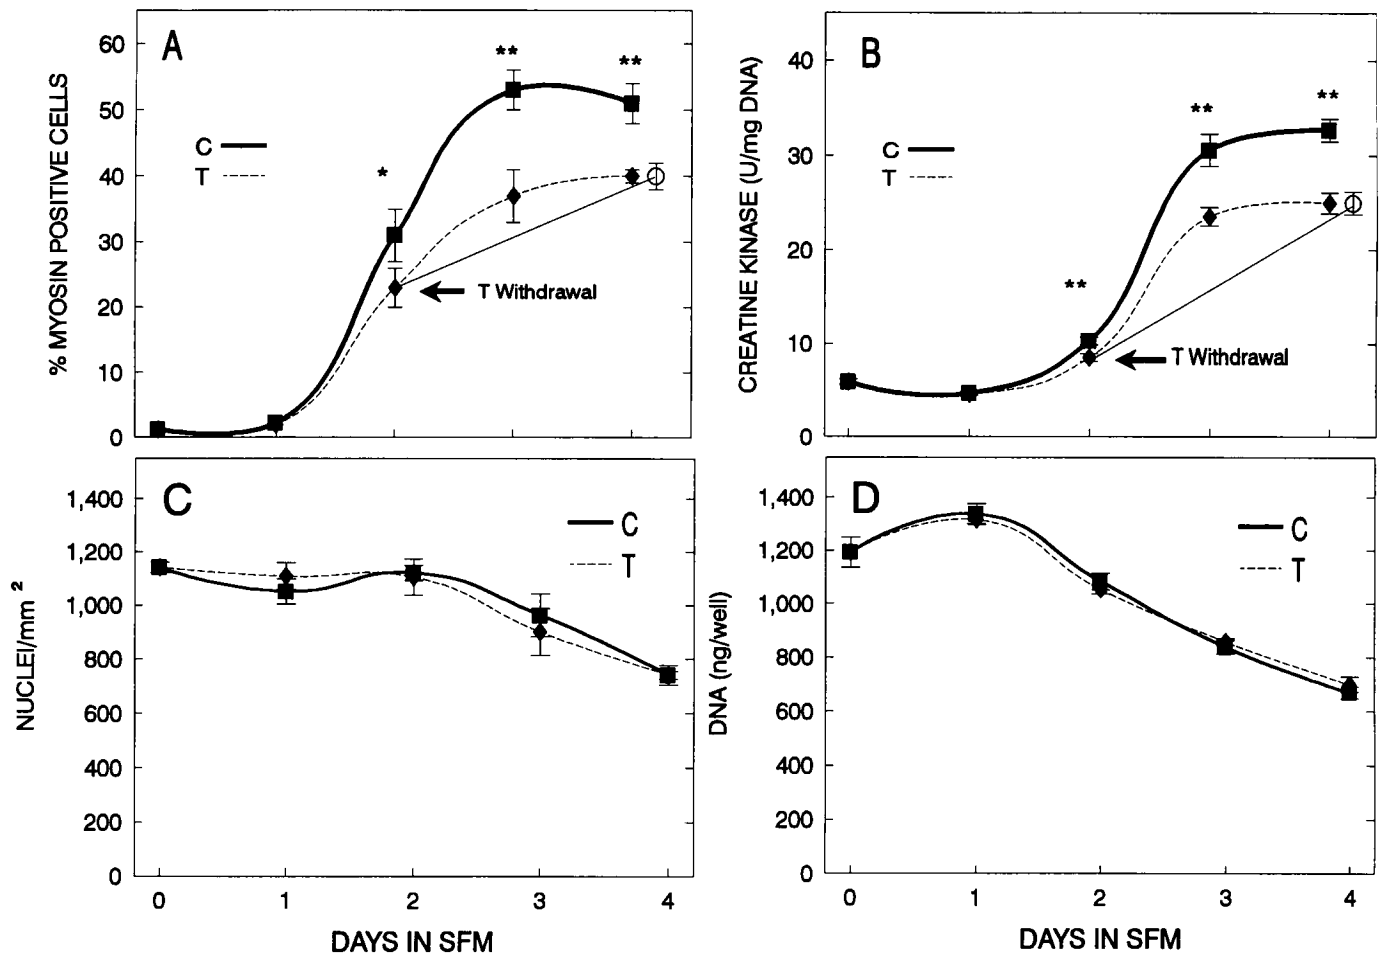 A
% MYOSIN POSITIVE CELLS
60
50
40
30
20
10
0
C
T
*
**
**
T Withdrawal
B
CREATINE KINASE (U/mg DNA)
40
30
20
10
0
C
T
**
**
**
T Withdrawal
C
NUCLEI/mm²
1,400
1,200
1,000
800
600
400
200
0
C
T
0 1 2 3 4
DAYS IN SFM
D
DNA (ng/well)
1,400
1,200
1,000
800
600
400
200
0
C
T
0 1 2 3 4
DAYS IN SFM